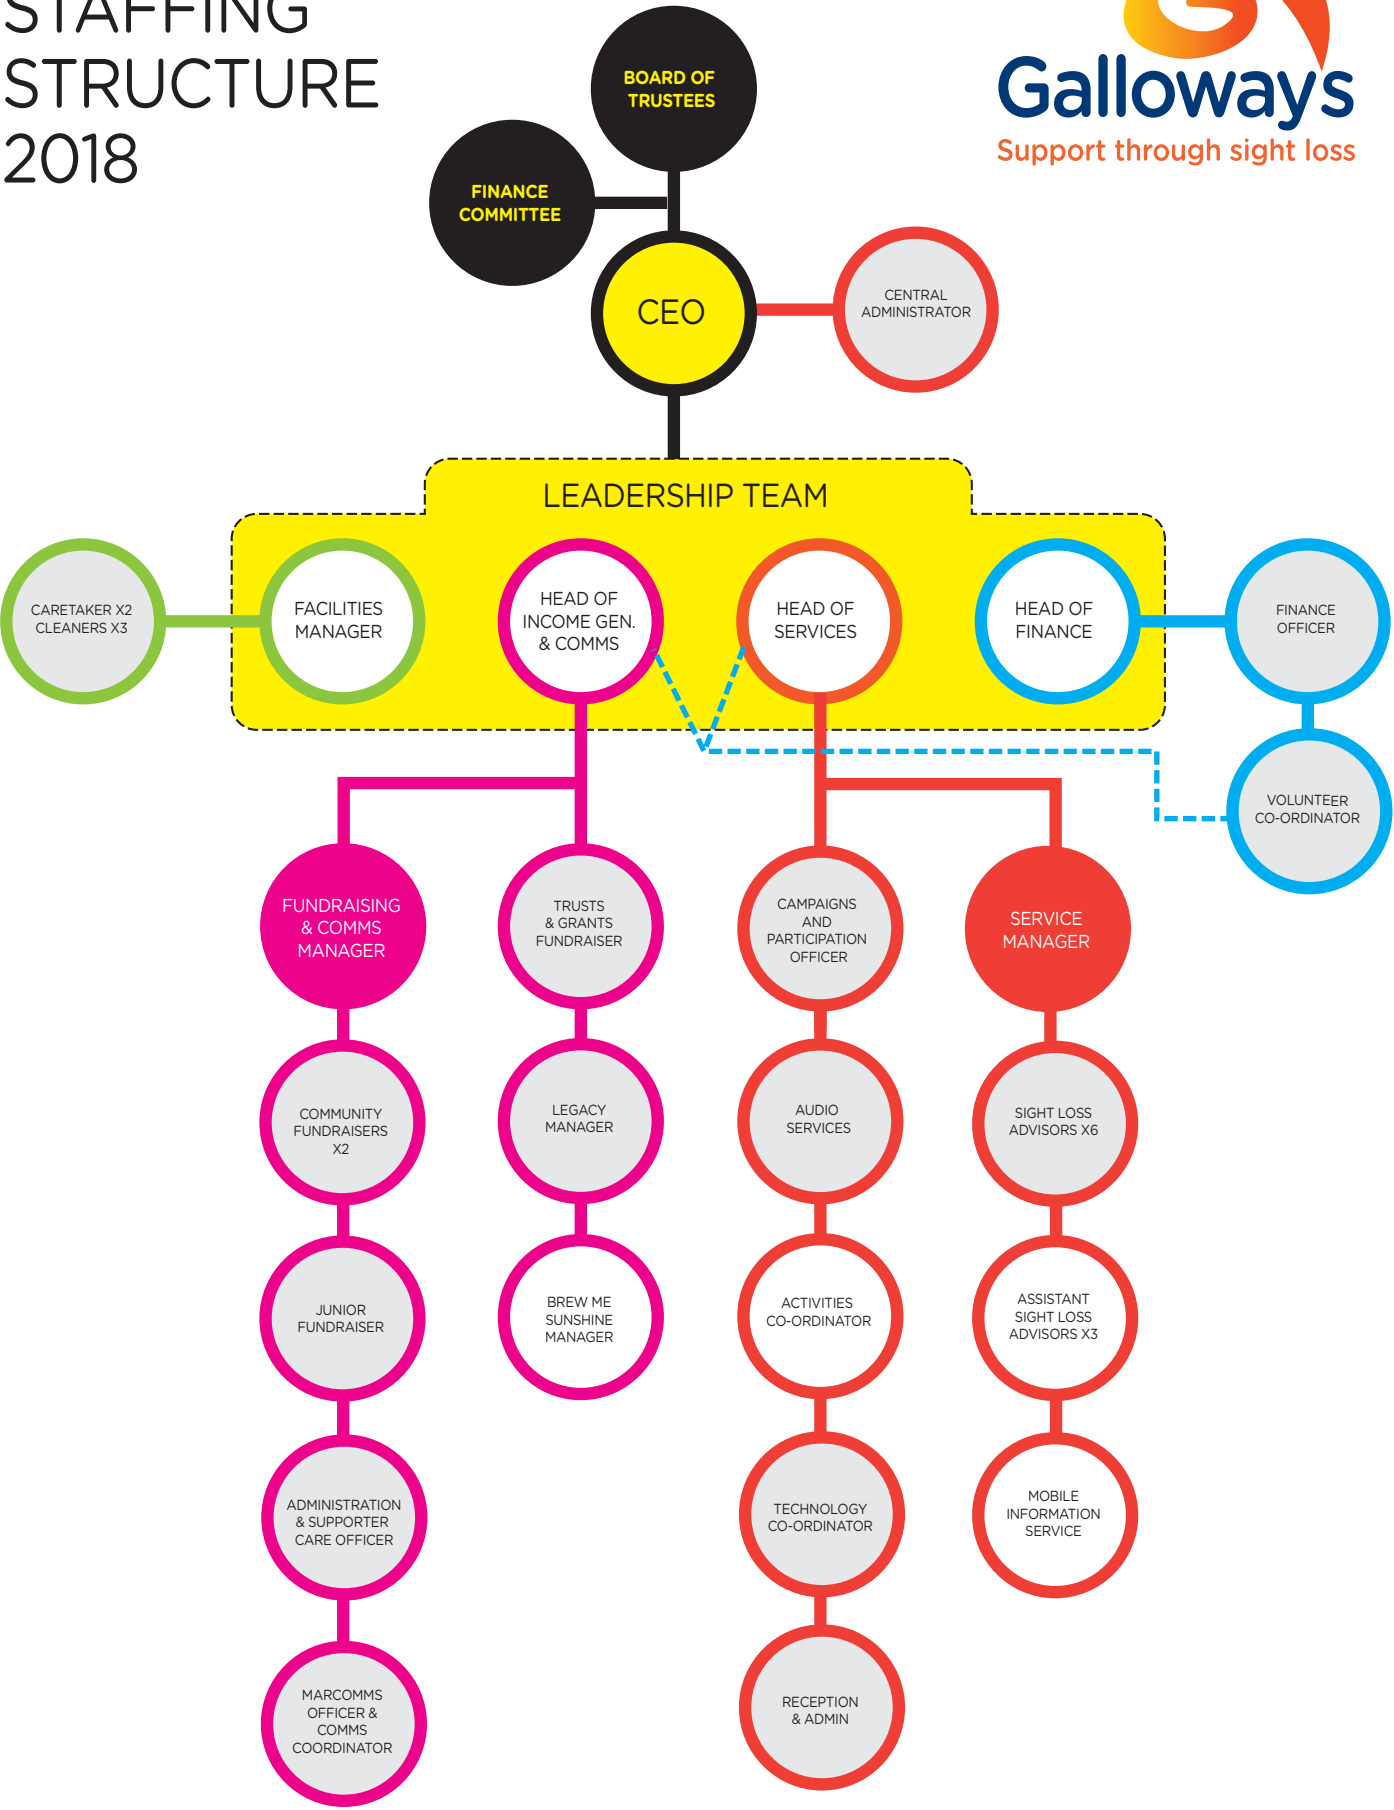 STAFFING
STRUCTURE
2018
Galloways
Support through sight loss
BOARD OF
TRUSTEES
FINANCE
COMMITTEE
CEO
CENTRAL
ADMINISTRATOR
LEADERSHIP TEAM
CARETAKER X2
CLEANERS X3
FACILITIES
MANAGER
HEAD OF
INCOME GEN.
& COMMS
HEAD OF
SERVICES
HEAD OF
FINANCE
FINANCE
OFFICER
VOLUNTEER
CO-ORDINATOR
FUNDRAISING
& COMMS
MANAGER
TRUSTS
& GRANTS
FUNDRAISER
CAMPAIGNS
AND
PARTICIPATION
OFFICER
SERVICE
MANAGER
COMMUNITY
FUNDRAISERS
X2
LEGACY
MANAGER
AUDIO
SERVICES
SIGHT LOSS
ADVISORS X6
JUNIOR
FUNDRAISER
BREW ME
SUNSHINE
MANAGER
ACTIVITIES
CO-ORDINATOR
ASSISTANT
SIGHT LOSS
ADVISORS X3
ADMINISTRATION
& SUPPORTER
CARE OFFICER
TECHNOLOGY
CO-ORDINATOR
MOBILE
INFORMATION
SERVICE
MARCOMMS
OFFICER &
COMMS
COORDINATOR
RECEPTION
& ADMIN